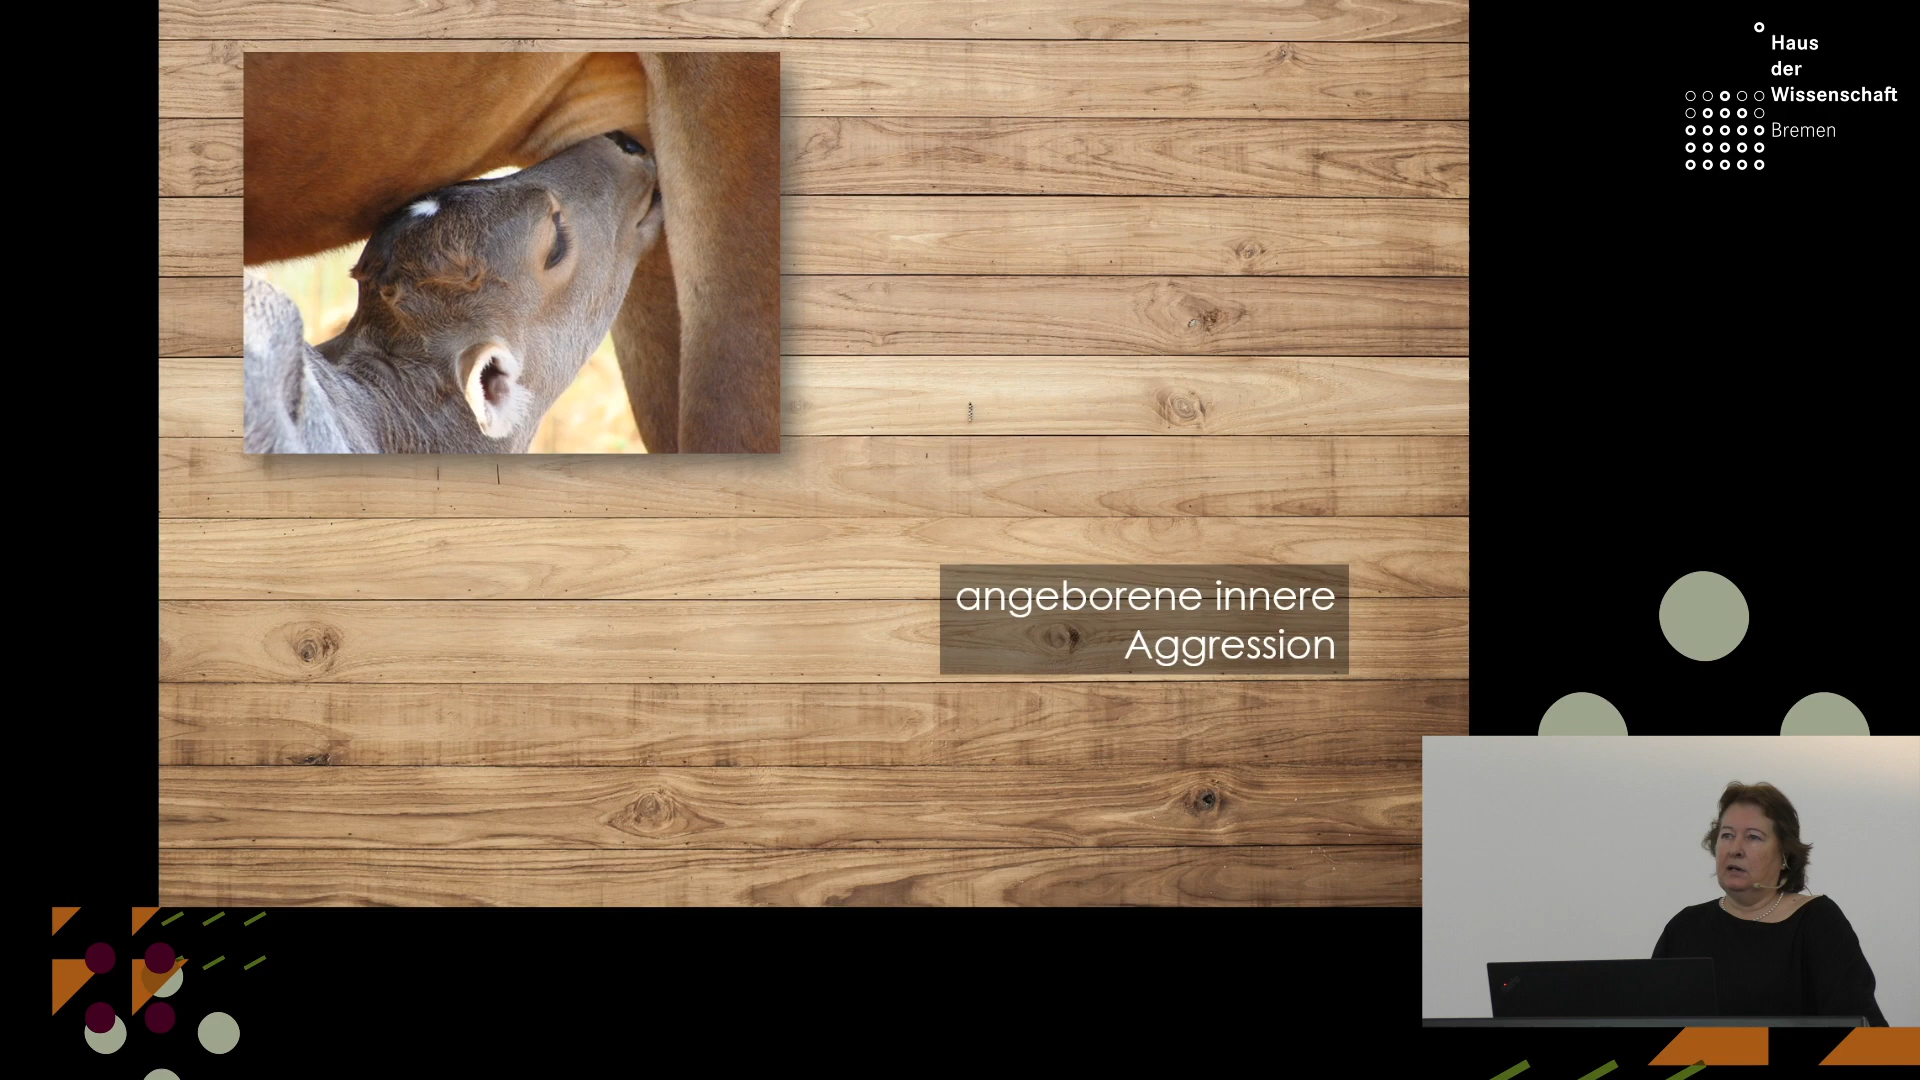 Haus
der
Wissenschaft
Bremen
angeborene innere
Aggression